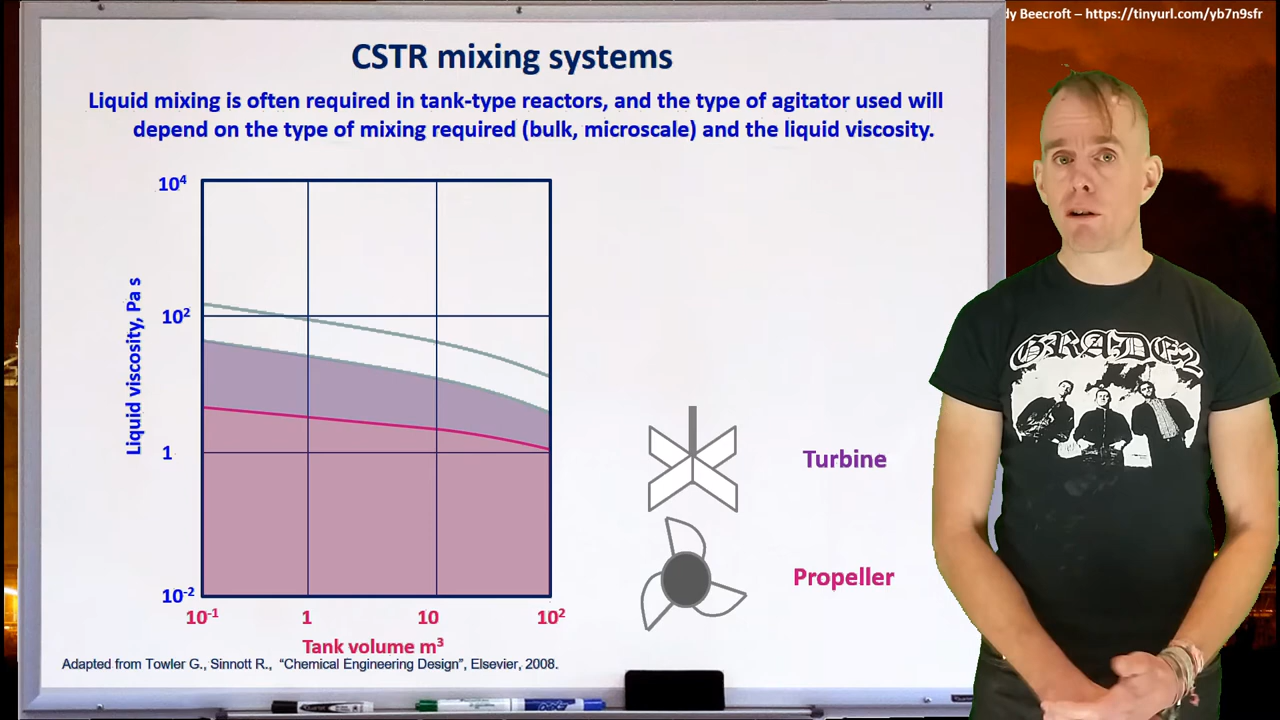 dy Beecroft – https://tinyurl.com/yb7n9sfr
CSTR mixing systems
Liquid mixing is often required in tank-type reactors, and the type of agitator used will
depend on the type of mixing required (bulk, microscale) and the liquid viscosity.
10⁴
10²
1
10⁻²
Liquid viscosity, Pa s
10⁻¹ 1 10 10²
Tank volume m³
Adapted from Towler G., Sinnott R., “Chemical Engineering Design”, Elsevier, 2008.
Turbine
Propeller
GRADE2